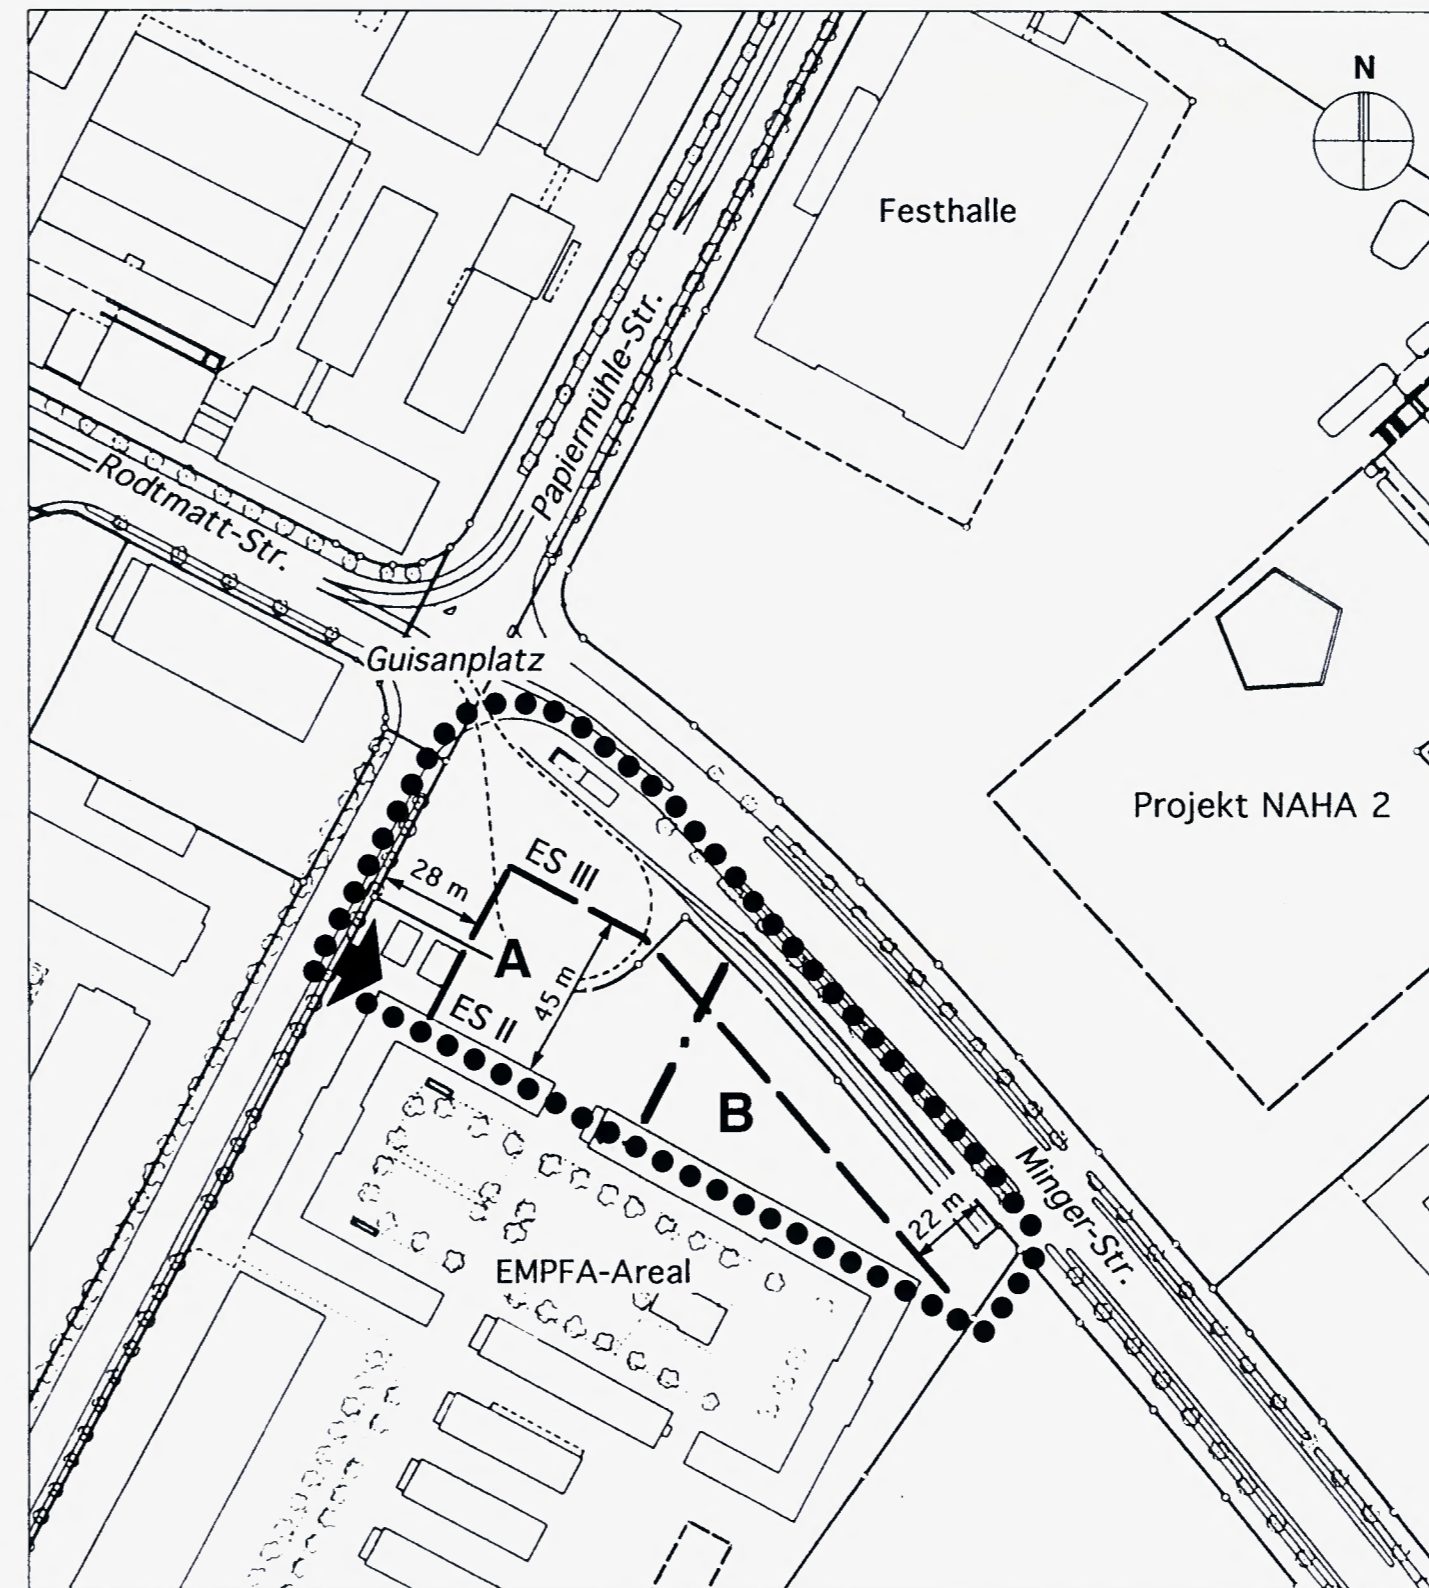 N
Festhalle
Papiermühle-Str.
Rodtmatt-Str.
Guisanplatz
Projekt NAHA 2
ES III
28 m
A
45 m
ES II
B
Minger-Str.
22 m
EMPFA-Areal